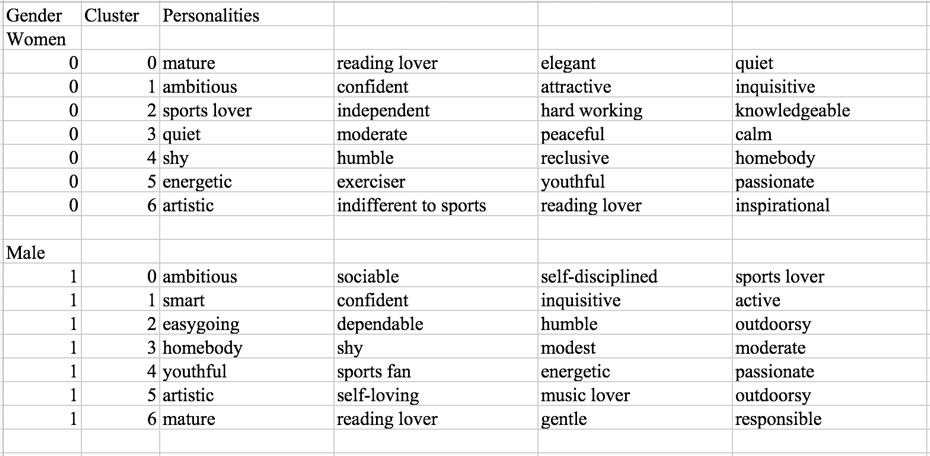 Gender Cluster Personalities
Women
0 0 mature reading lover elegant quiet
0 1 ambitious confident attractive inquisitive
0 2 sports lover independent hard working knowledgeable
0 3 quiet moderate peaceful calm
0 4 shy humble reclusive homebody
0 5 energetic exerciser youthful passionate
0 6 artistic indifferent to sports reading lover inspirational
Male
1 0 ambitious sociable self-disciplined sports lover
1 1 smart confident inquisitive active
1 2 easygoing dependable humble outdoorsy
1 3 homebody shy modest moderate
1 4 youthful sports fan energetic passionate
1 5 artistic self-loving music lover outdoorsy
1 6 mature reading lover gentle responsible